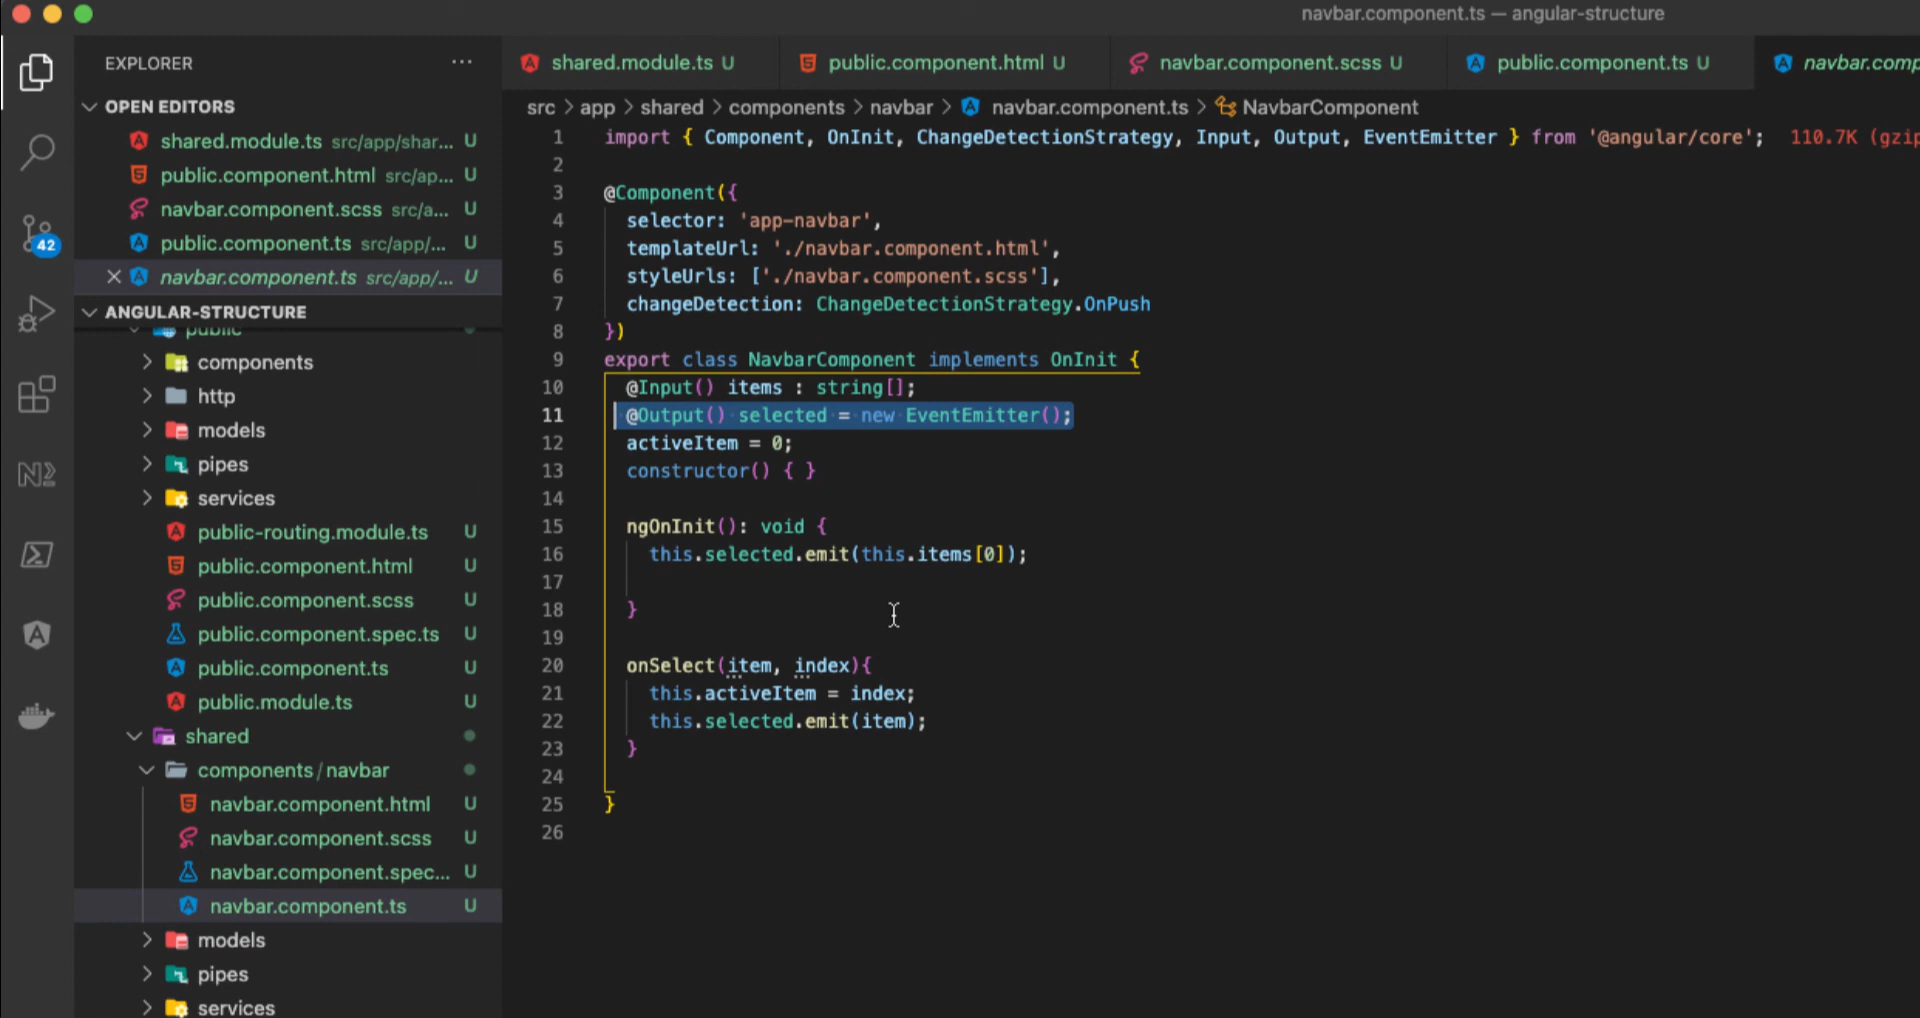 navbar.component.ts — angular-structure
EXPLORER
shared.module.ts U
public.component.html U
navbar.component.scss U
public.component.ts U
navbar.comp
OPEN EDITORS
shared.module.ts src/app/shar... U
public.component.html src/ap... U
navbar.component.scss src/a... U
public.component.ts src/app/... U
navbar.component.ts src/app/... U
ANGULAR-STRUCTURE
public
components
http
models
pipes
services
public-routing.module.ts U
public.component.html U
public.component.scss U
public.component.spec.ts U
public.component.ts U
public.module.ts U
shared
components/navbar
navbar.component.html U
navbar.component.scss U
navbar.component.spec... U
navbar.component.ts U
models
pipes
services
42
src > app > shared > components > navbar > navbar.component.ts > NavbarComponent
1 import { Component, OnInit, ChangeDetectionStrategy, Input, Output, EventEmitter } from '@angular/core'; 110.7K (gzip
2
3 @Component({
4 selector: 'app-navbar',
5 templateUrl: './navbar.component.html',
6 styleUrls: ['./navbar.component.scss'],
7 changeDetection: ChangeDetectionStrategy.OnPush
8 })
9 export class NavbarComponent implements OnInit {
10 @Input() items : string[];
11 @Output() selected = new EventEmitter();
12 activeItem = 0;
13 constructor() { }
14
15 ngOnInit(): void {
16 this.selected.emit(this.items[0]);
17
18 }
19
20 onSelect(item, index){
21 this.activeItem = index;
22 this.selected.emit(item);
23 }
24
25 }
26